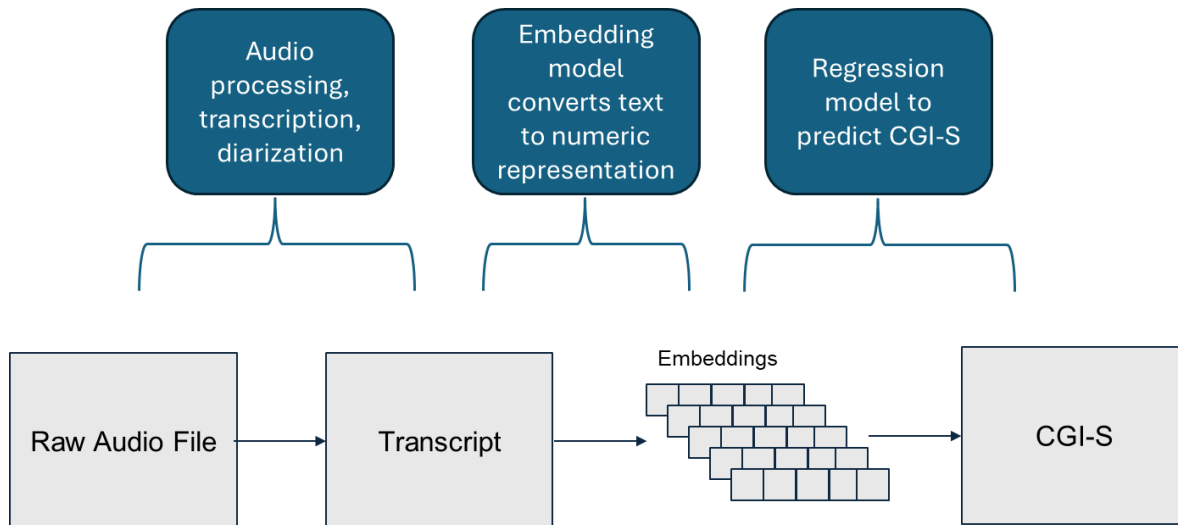 Audio
processing,
transcription,
diarization
Embedding
model
converts text
to numeric
representation
Regression
model to
predict CGI-S
Embeddings
Raw Audio File
Transcript
CGI-S